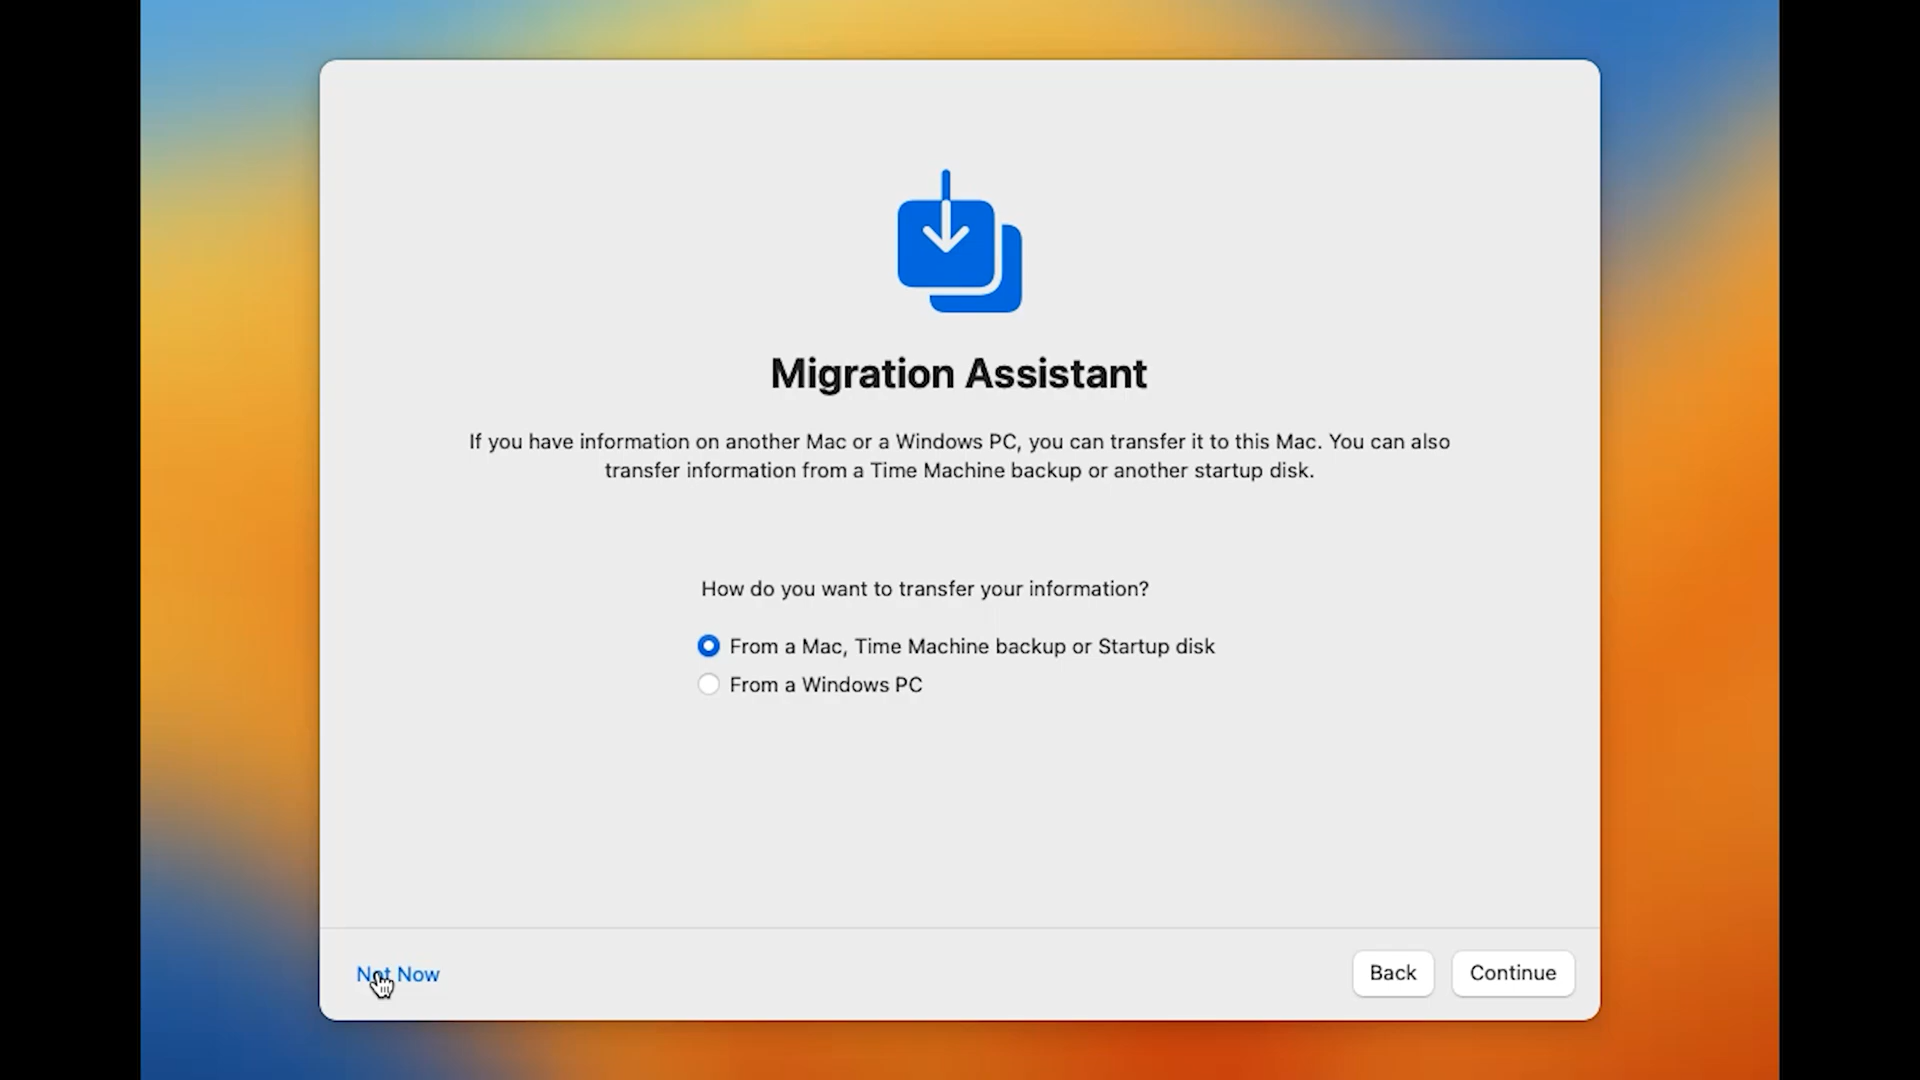 Migration Assistant
If you have information on another Mac or a Windows PC, you can transfer it to this Mac. You can also
transfer information from a Time Machine backup or another startup disk.
How do you want to transfer your information?
From a Mac, Time Machine backup or Startup disk
From a Windows PC
Not Now
Back
Continue